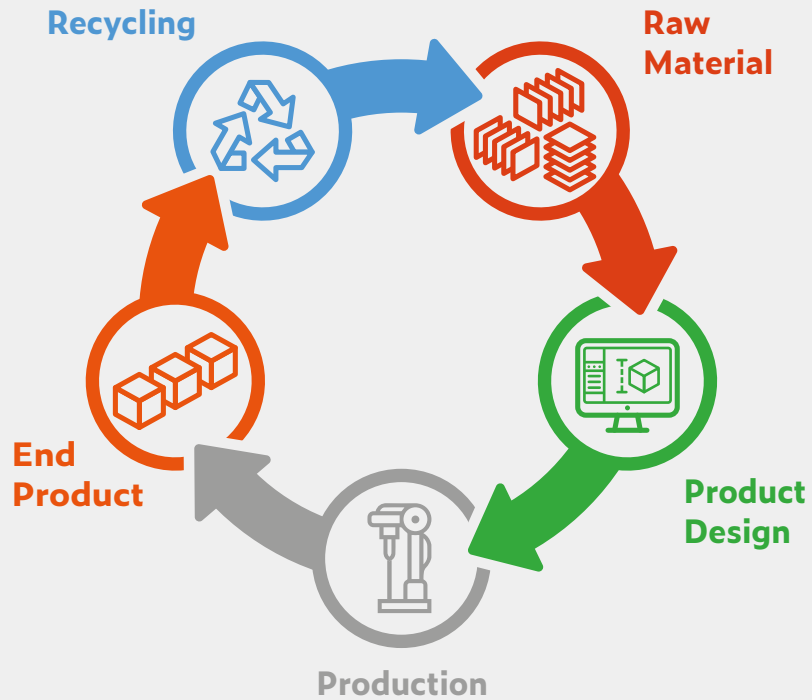 Recycling
Raw
Material
End
Product
Product
Design
Production